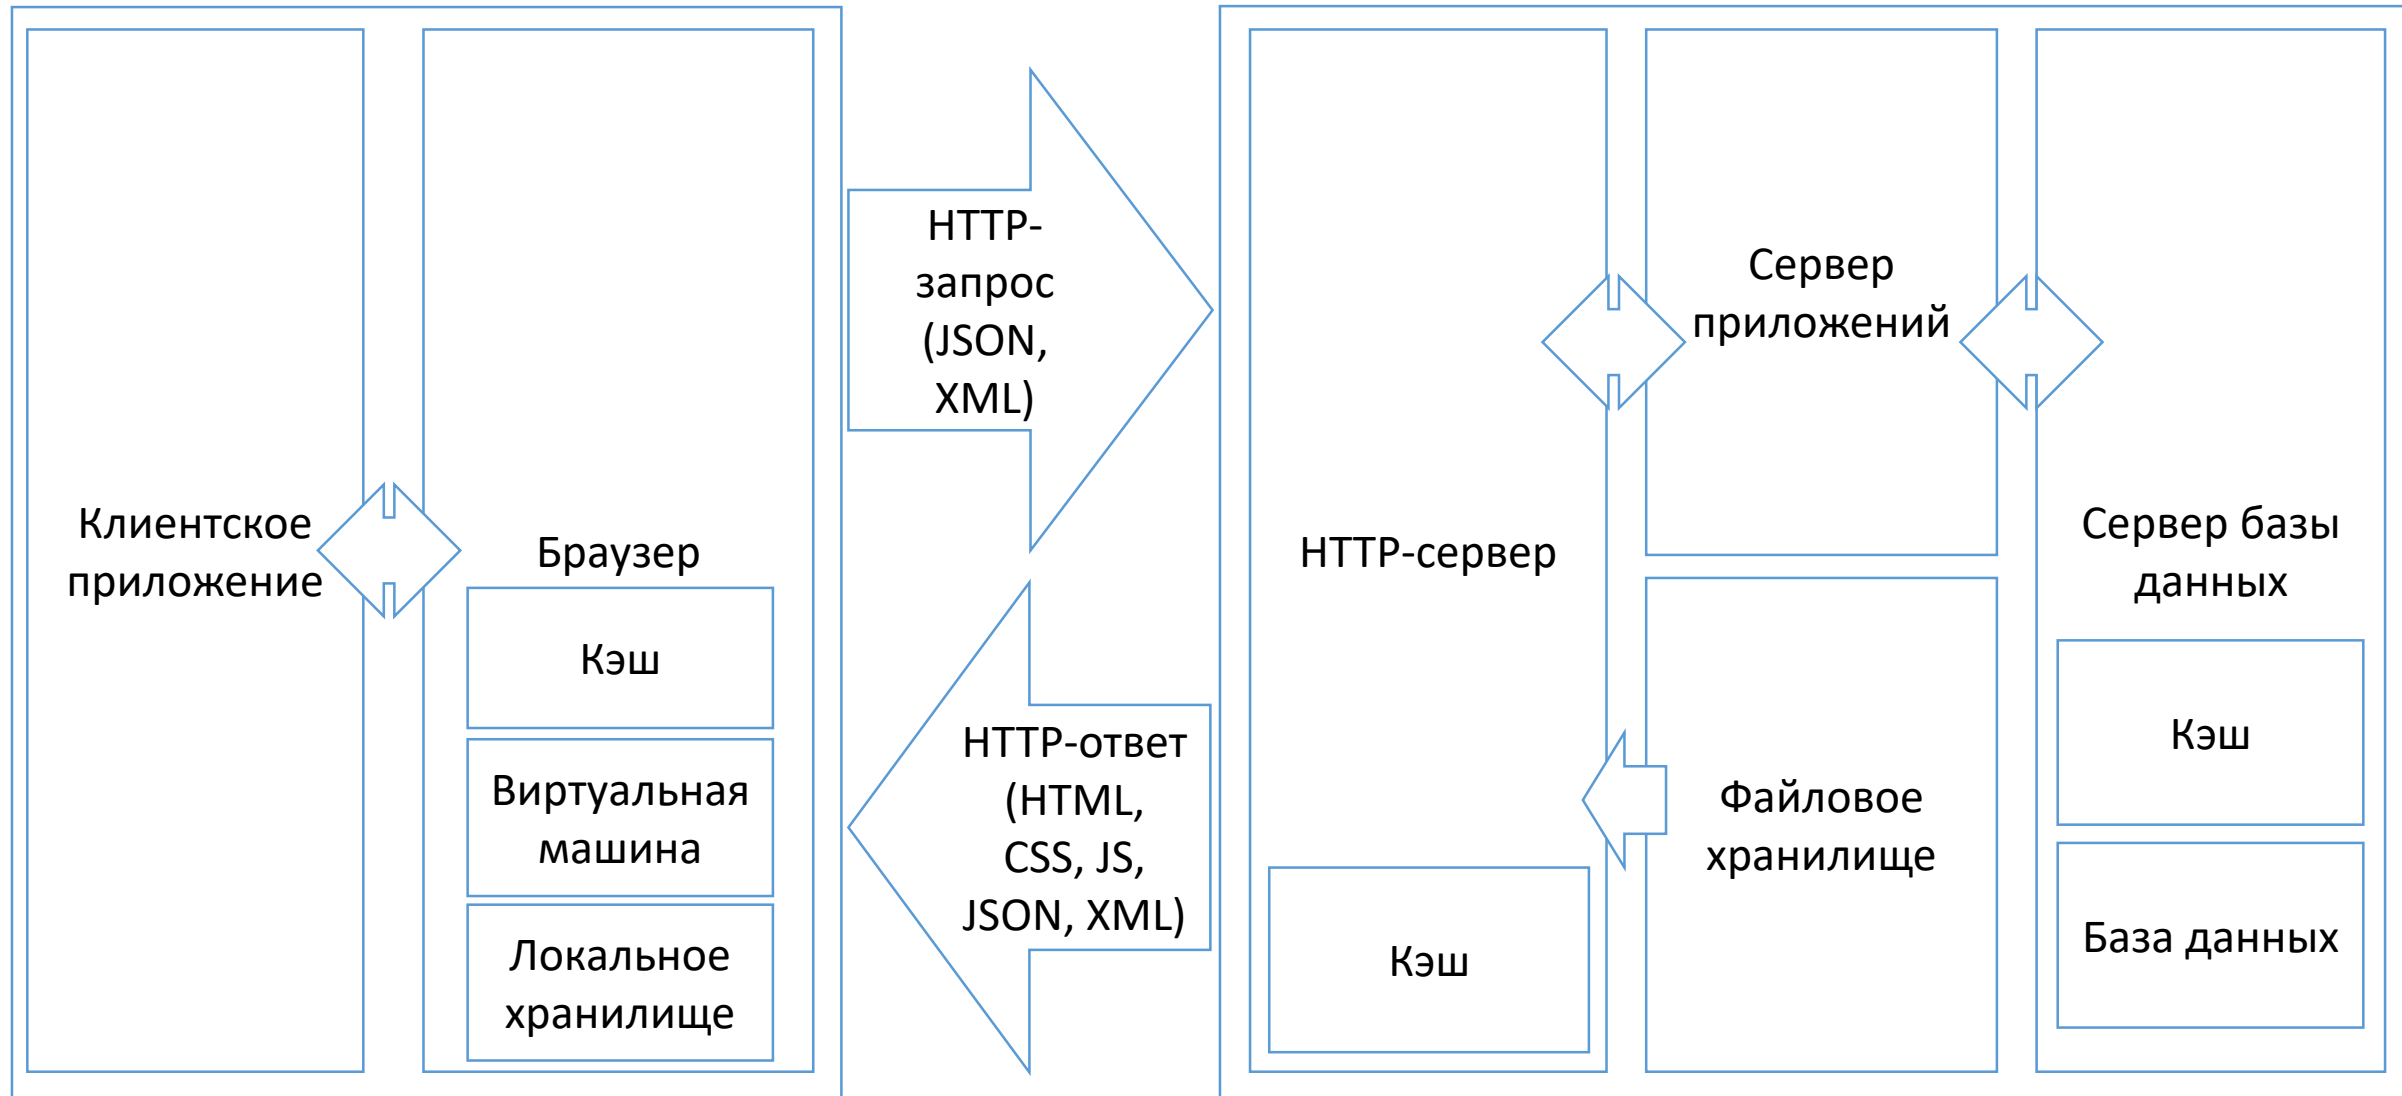 Клиентское
приложение
Браузер
Кэш
Виртуальная
машина
Локальное
хранилище
HTTP-
запрос
(JSON,
XML)
HTTP-ответ
(HTML,
CSS, JS,
JSON, XML)
HTTP-сервер
Кэш
Сервер
приложений
Файловое
хранилище
Сервер базы
данных
Кэш
База данных